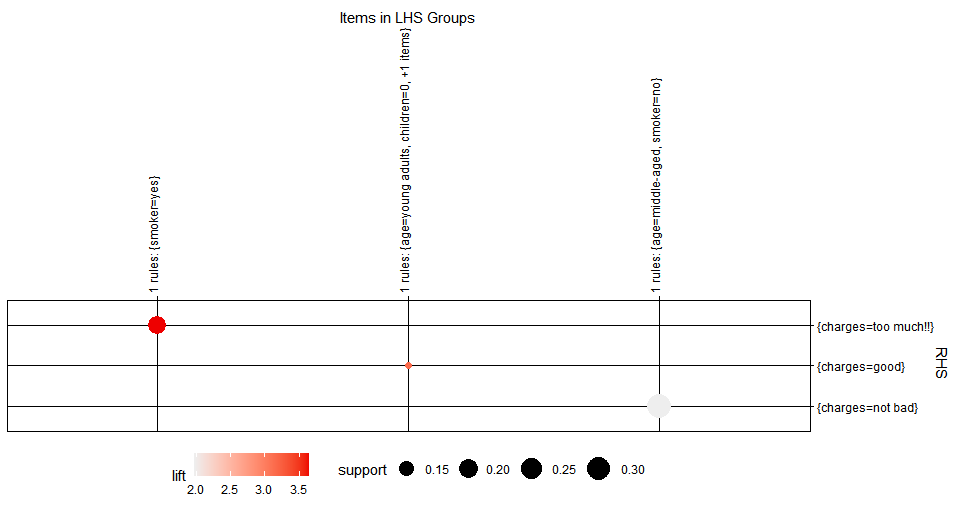 Items in LHS Groups
1 rules: {smoker=yes}
1 rules: {age=young adults, children=0, +1 items}
1 rules: {age=middle-aged, smoker=no}
{charges=too much!!}
{charges=good}
{charges=not bad}
RHS
lift
2.0 2.5 3.0 3.5
support
0.15 0.20 0.25 0.30